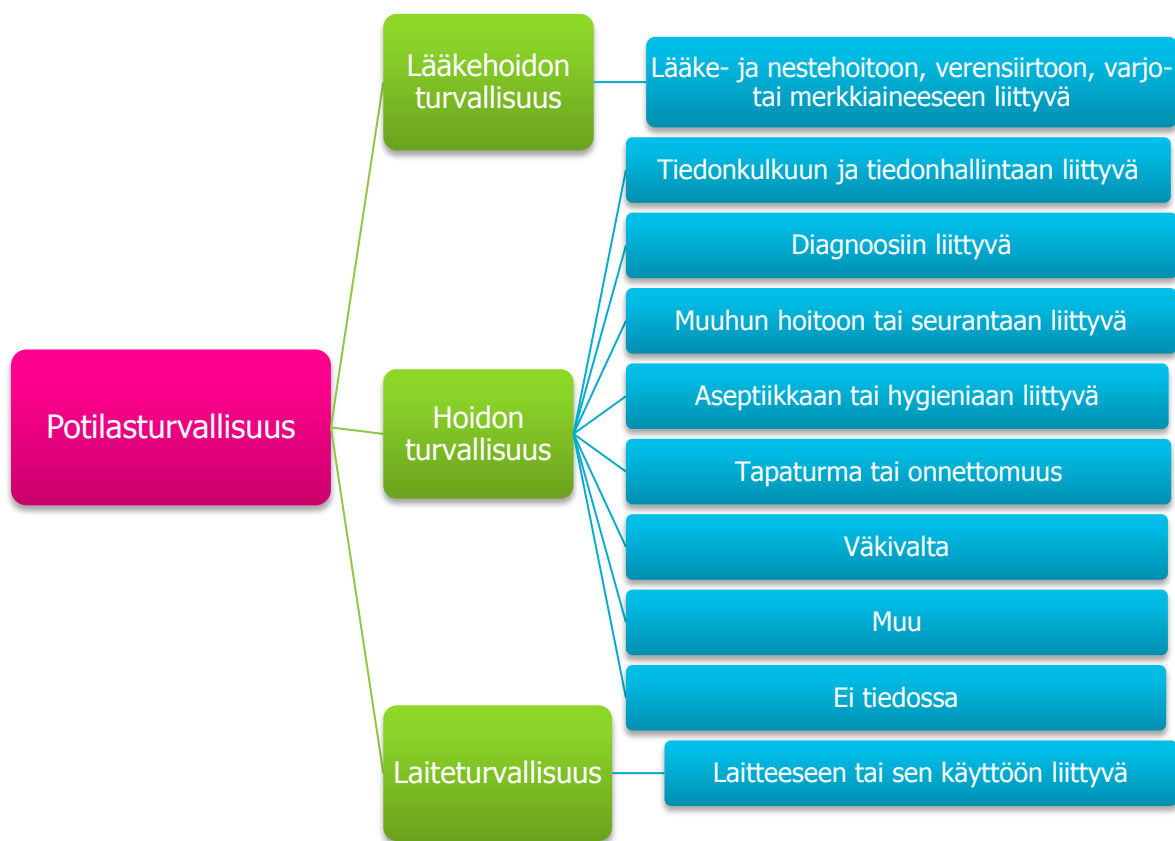 Potilasturvallisuus
Lääkehoidon
turvallisuus
Lääke- ja nestehoitoon, verensiirtoon, varjo-
tai merkkiaineeseen liittyvä
Hoidon
turvallisuus
Tiedonkulkuun ja tiedonhallintaan liittyvä
Diagnoosiin liittyvä
Muuhun hoitoon tai seurantaan liittyvä
Aseptiikkaan tai hygieniaan liittyvä
Tapaturma tai onnettomuus
Väkivalta
Muu
Ei tiedossa
Laiteturvallisuus
Laitteeseen tai sen käyttöön liittyvä